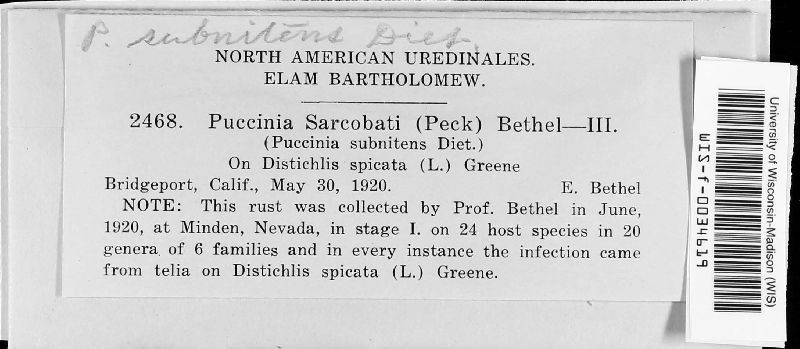 P. subnitens Diet.
NORTH AMERICAN UREDINALES.
ELAM BARTHOLOMEW.
2468. Puccinia Sarcobati (Peck) Bethel—III.
(Puccinia subnitens Diet.)
On Distichlis spicata (L.) Greene
Bridgeport, Calif., May 30, 1920. E. Bethel
NOTE: This rust was collected by Prof. Bethel in June,
1920, at Minden, Nevada, in stage I. on 24 host species in 20
genera of 6 families and in every instance the infection came
from telia on Distichlis spicata (L.) Greene.
University of Wisconsin-Madison (WIS)
WIS-f-0034919